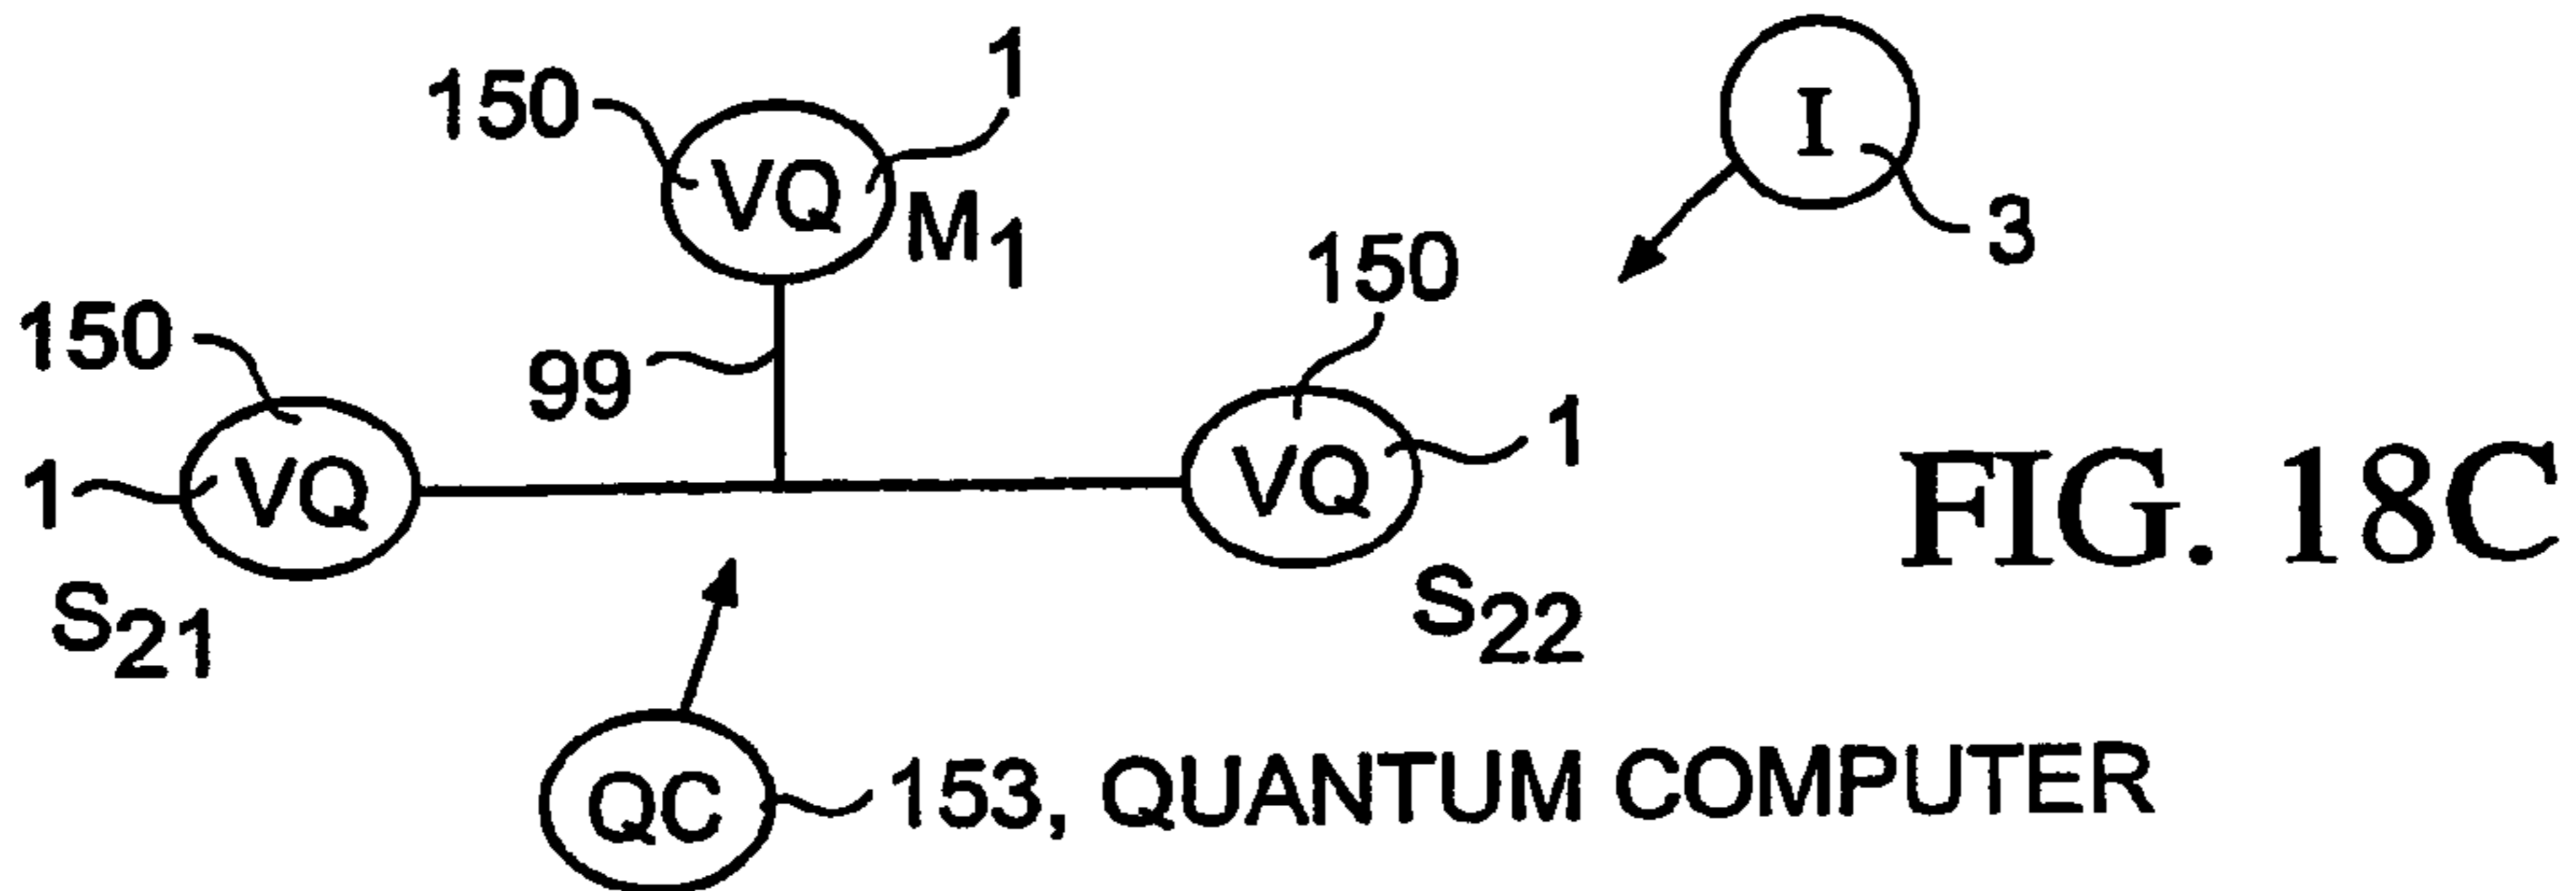 1
150
VQ
M1
I
3
150
150
99
1
VQ
S21
VQ
1
S22
FIG. 18C
QC
153, QUANTUM COMPUTER